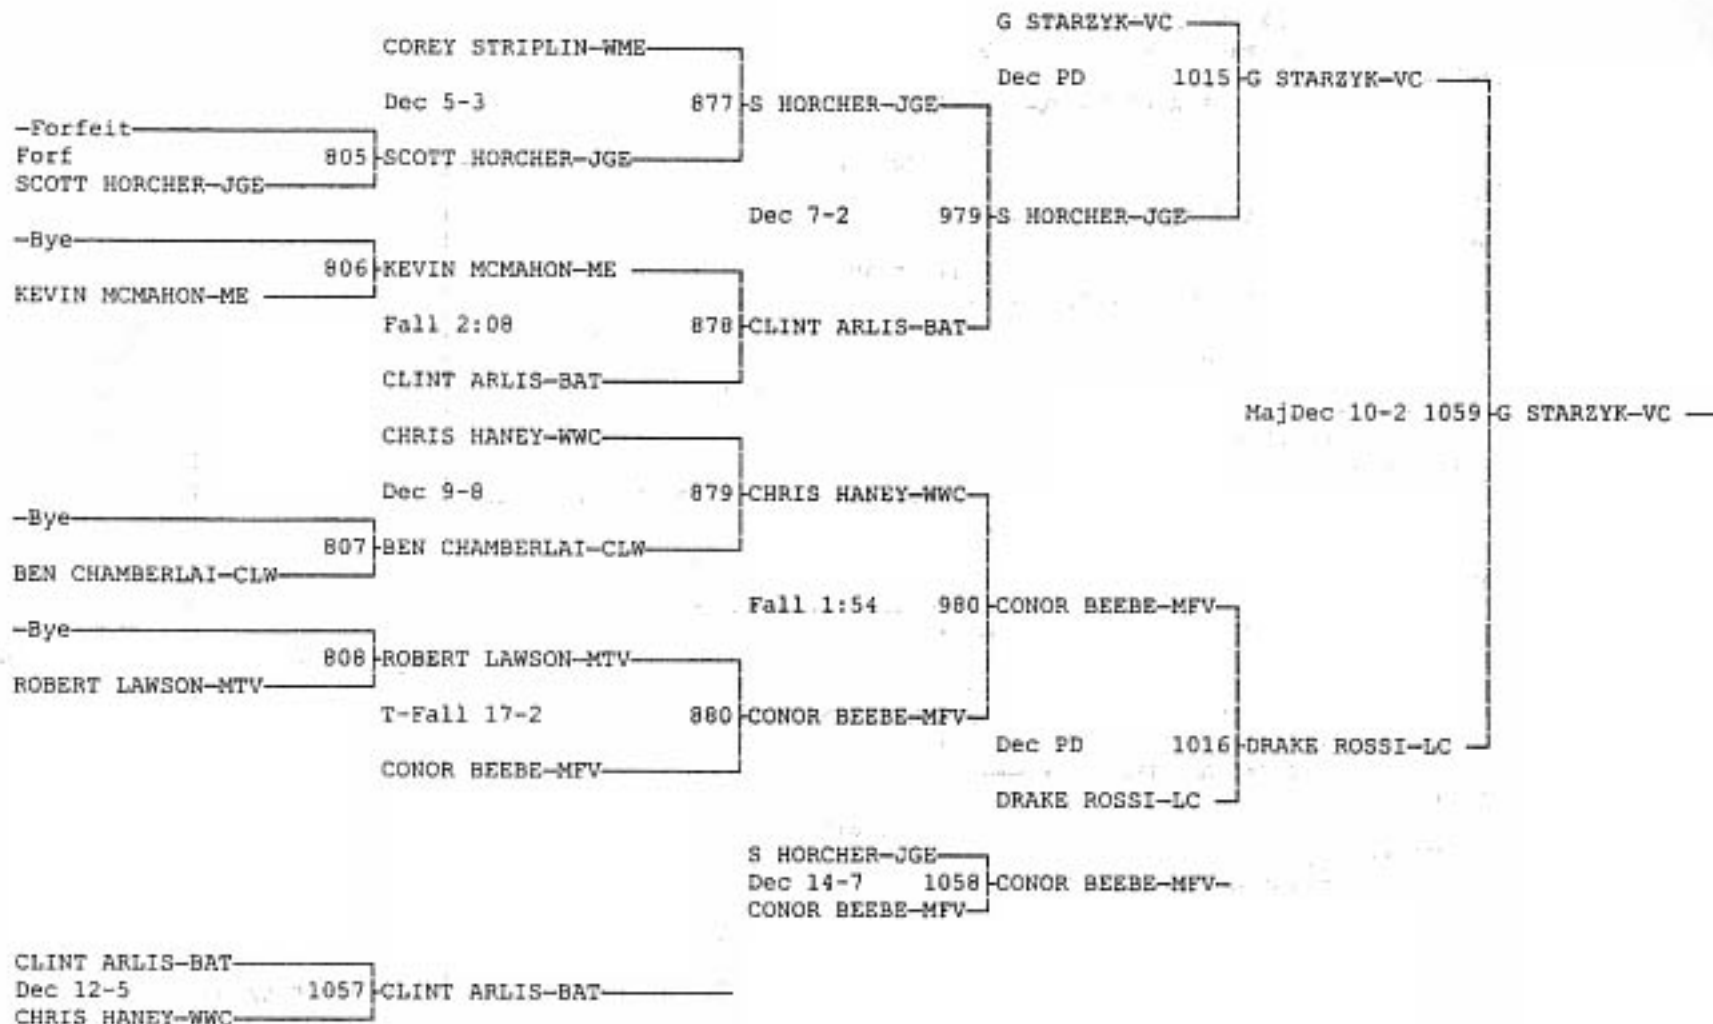 G STARZYK-VC
COREY STRIPLIN-WME
Dec PD 1015 G STARZYK-VC
Dec 5-3 877 S HORCHER-JGE
-Forfeit
Forf 805 SCOTT HORCHER-JGE
SCOTT HORCHER-JGE
Dec 7-2 979 S HORCHER-JGE
-Bye
806 KEVIN MCMAHON-ME
KEVIN MCMAHON-ME
Fall 2:08 878 CLINT ARLIS-BAT
CLINT ARLIS-BAT
MajDec 10-2 1059 G STARZYK-VC
CHRIS HANEY-WWC
Dec 9-8 879 CHRIS HANEY-WWC
-Bye
807 BEN CHAMBERLAI-CLW
BEN CHAMBERLAI-CLW
Fall 1:54 980 CONOR BEEBE-MFV
-Bye
808 ROBERT LAWSON-MTV
ROBERT LAWSON-MTV
T-Fall 17-2 880 CONOR BEEBE-MFV
Dec PD 1016 DRAKE ROSSI-LC
CONOR BEEBE-MFV
DRAKE ROSSI-LC
S HORCHER-JGE
Dec 14-7 1058 CONOR BEEBE-MFV
CONOR BEEBE-MFV
CLINT ARLIS-BAT
Dec 12-5 1057 CLINT ARLIS-BAT
CHRIS HANEY-WWC